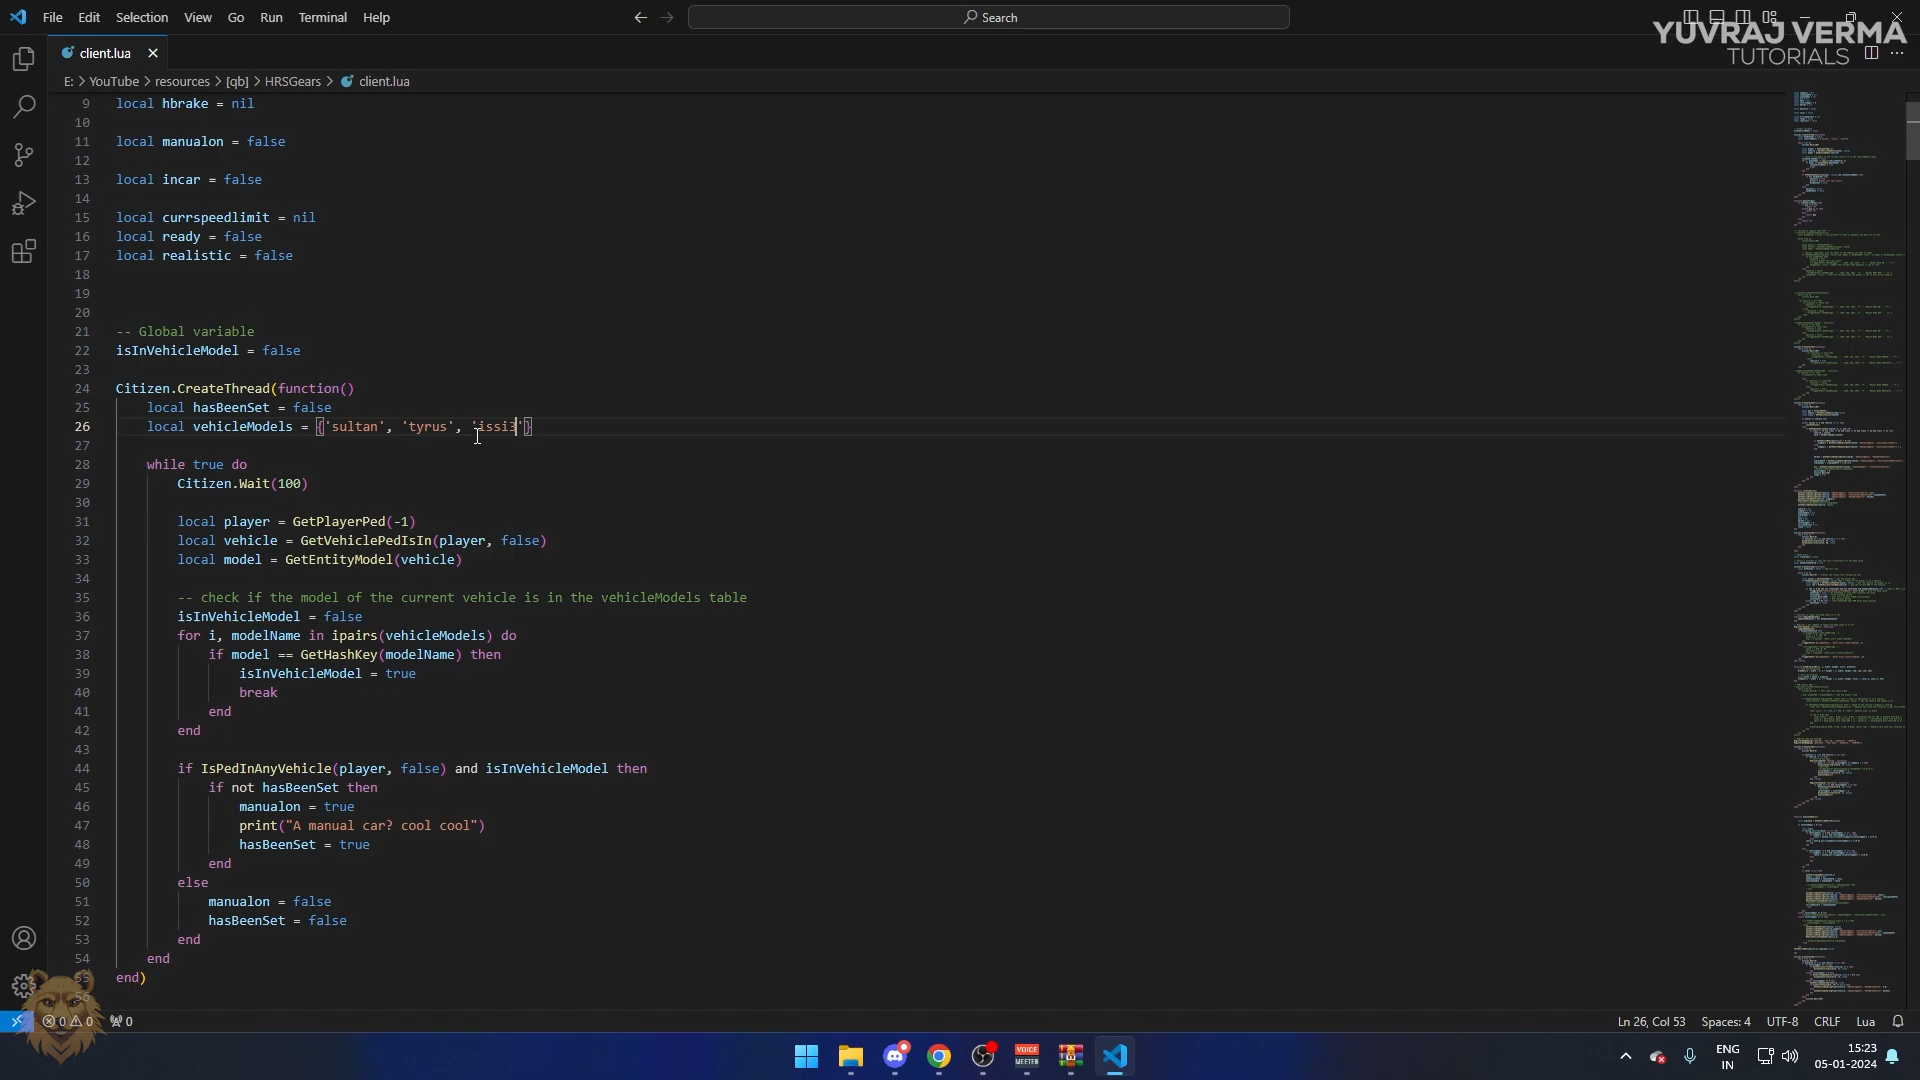 File Edit Selection View Go Run Terminal Help Search
YUVRAJ VERMA
TUTORIALS
client.lua
E: > YouTube > resources > [qb] > HRSGears > client.lua
9 local hbrake = nil
10
11 local manualon = false
12
13 local incar = false
14
15 local currspeedlimit = nil
16 local ready = false
17 local realistic = false
18
19
20
21 -- Global variable
22 isInVehicleModel = false
23
24 Citizen.CreateThread(function()
25 local hasBeenSet = false
26 local vehicleModels = {'sultan', 'tyrus', 'issi3'}
27
28 while true do
29 Citizen.Wait(100)
30
31 local player = GetPlayerPed(-1)
32 local vehicle = GetVehiclePedIsIn(player, false)
33 local model = GetEntityModel(vehicle)
34
35 -- check if the model of the current vehicle is in the vehicleModels table
36 isInVehicleModel = false
37 for i, modelName in ipairs(vehicleModels) do
38 if model == GetHashKey(modelName) then
39 isInVehicleModel = true
40 break
41 end
42 end
43
44 if IsPedInAnyVehicle(player, false) and isInVehicleModel then
45 if not hasBeenSet then
46 manualon = true
47 print("A manual car? cool cool")
48 hasBeenSet = true
49 end
50 else
51 manualon = false
52 hasBeenSet = false
53 end
54 end
55 end)
56
0 0 0
Ln 26, Col 53 Spaces: 4 UTF-8 CRLF Lua
VOICE
MEETER
ENG
IN
15:23
05-01-2024